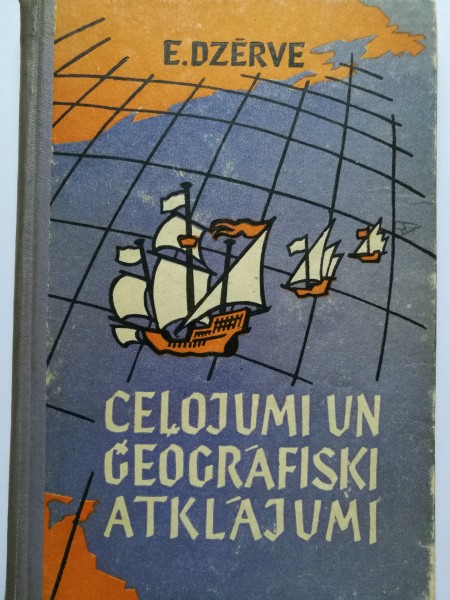 E. DZĒRVE
CEĻOJUMI UN
ĢEOGRĀFISKI
ATKLĀJUMI